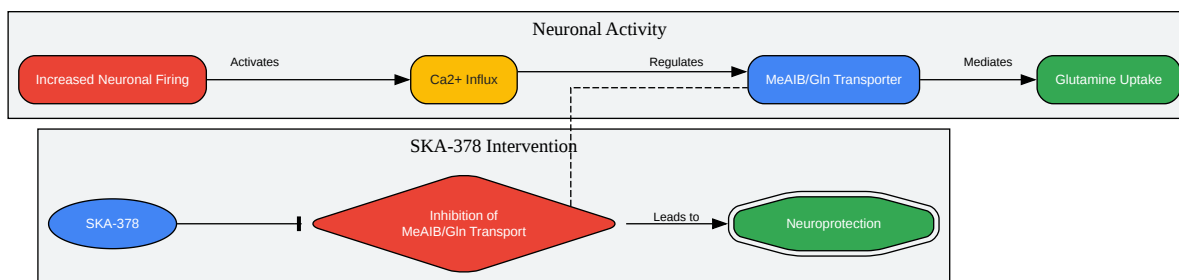 Neuronal Activity
Increased Neuronal Firing
Activates
Ca2+ Influx
Regulates
MeAIB/Gln Transporter
Mediates
Glutamine Uptake
SKA-378 Intervention
SKA-378
Inhibition of
MeAIB/Gln Transport
Leads to
Neuroprotection